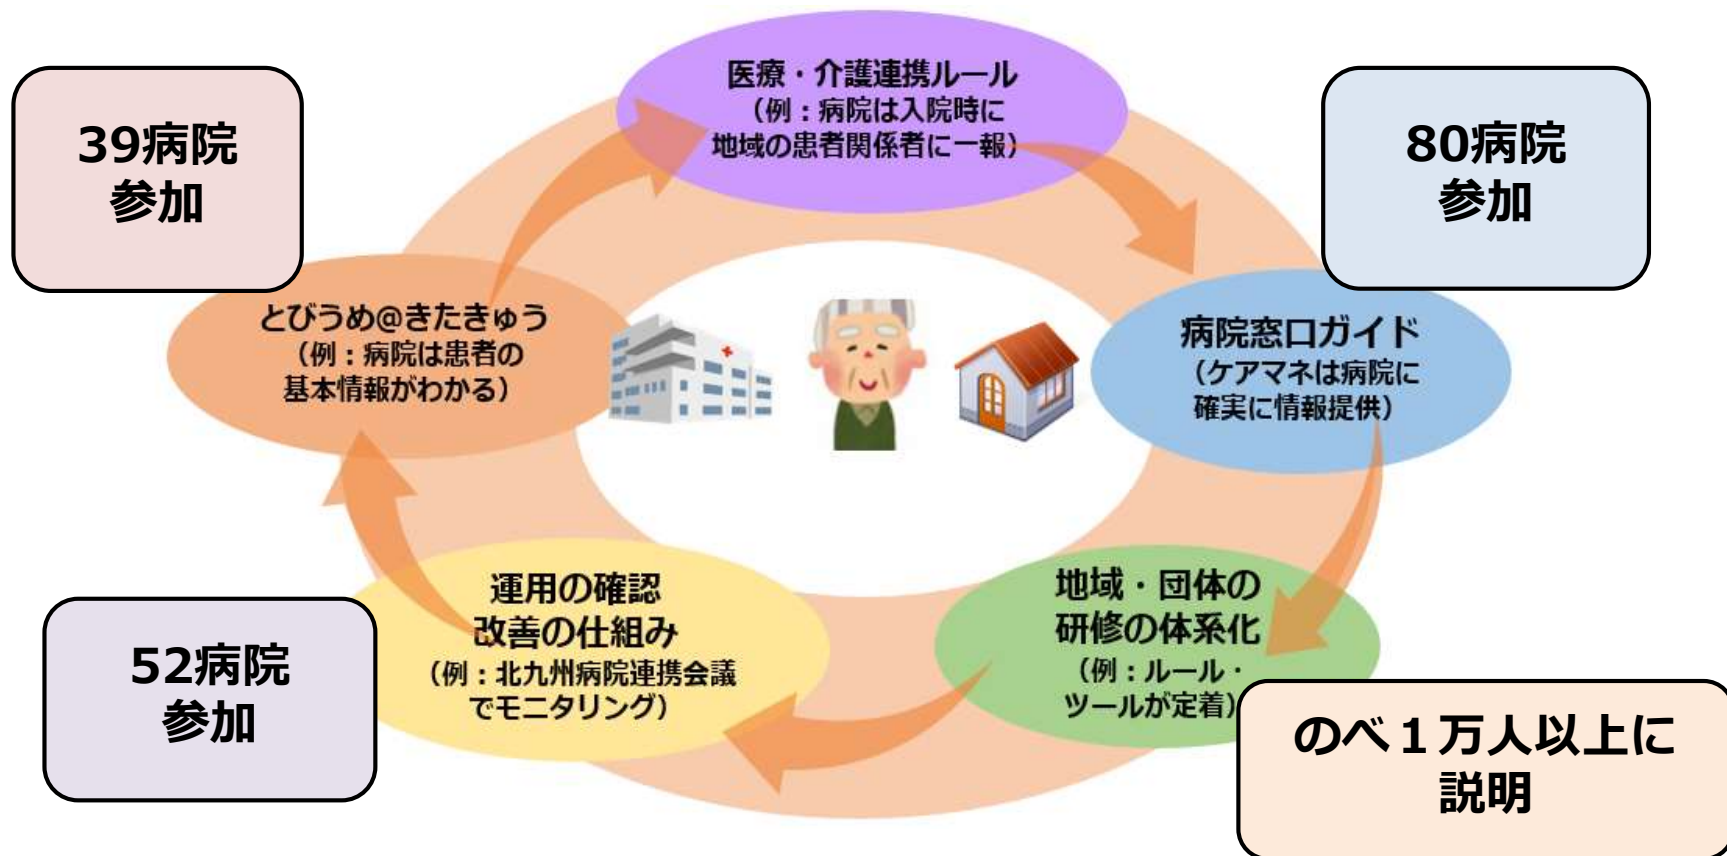 医療・介護連携ルール
（例：病院は入院時に
地域の患者関係者に一報）
39病院
参加
80病院
参加
とびうめ@きたきゅう
（例：病院は患者の
基本情報がわかる）
病院窓口ガイド
（ケアマネは病院に
確実に情報提供）
運用の確認
改善の仕組み
（例：北九州病院連携会議
でモニタリング）
地域・団体の
研修の体系化
（例：ルール・
ツールが定着）
52病院
参加
のべ１万人以上に
説明